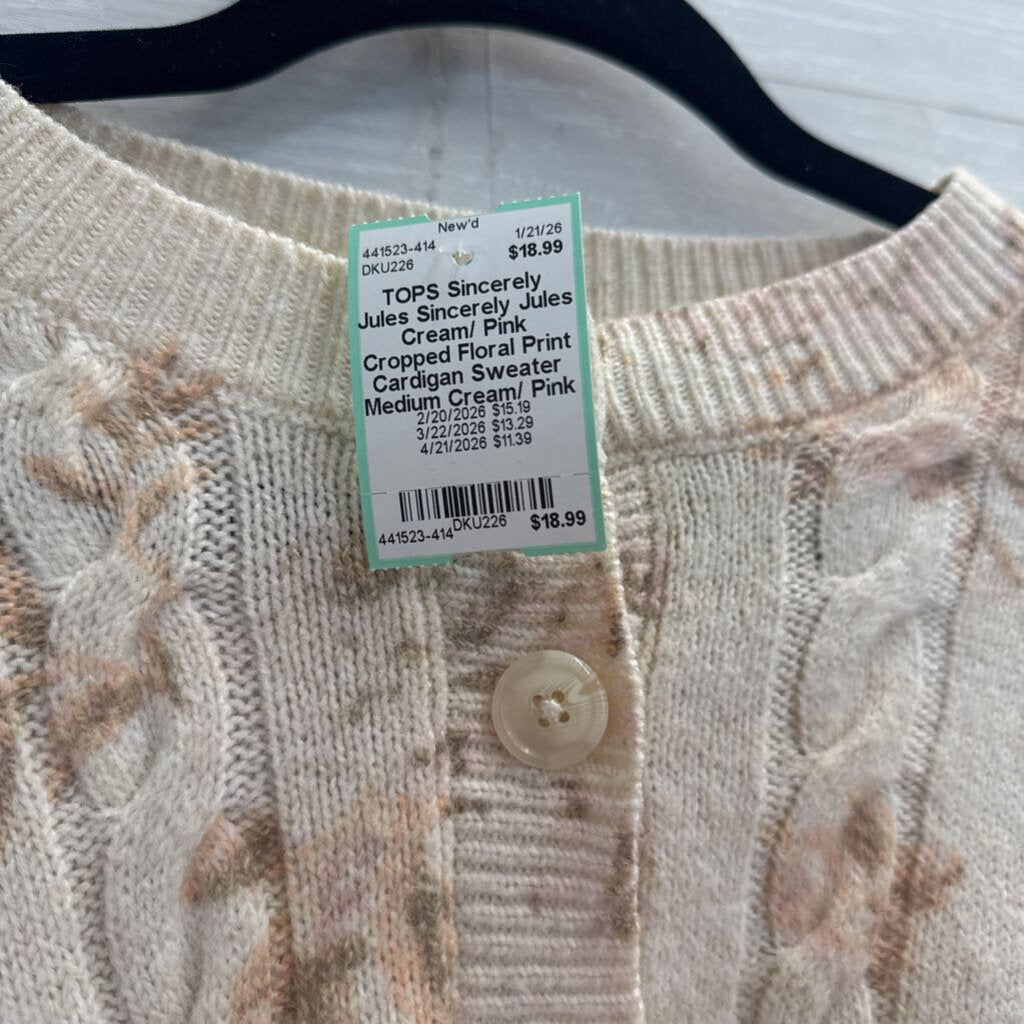 New'd
441523-414 1/21/26
DKU226 $18.99
TOPS Sincerely
Jules Sincerely Jules
Cream/ Pink
Cropped Floral Print
Cardigan Sweater
Medium Cream/ Pink
2/20/2026 $15.19
3/22/2026 $13.29
4/21/2026 $11.39
441523-414 DKU226 $18.99